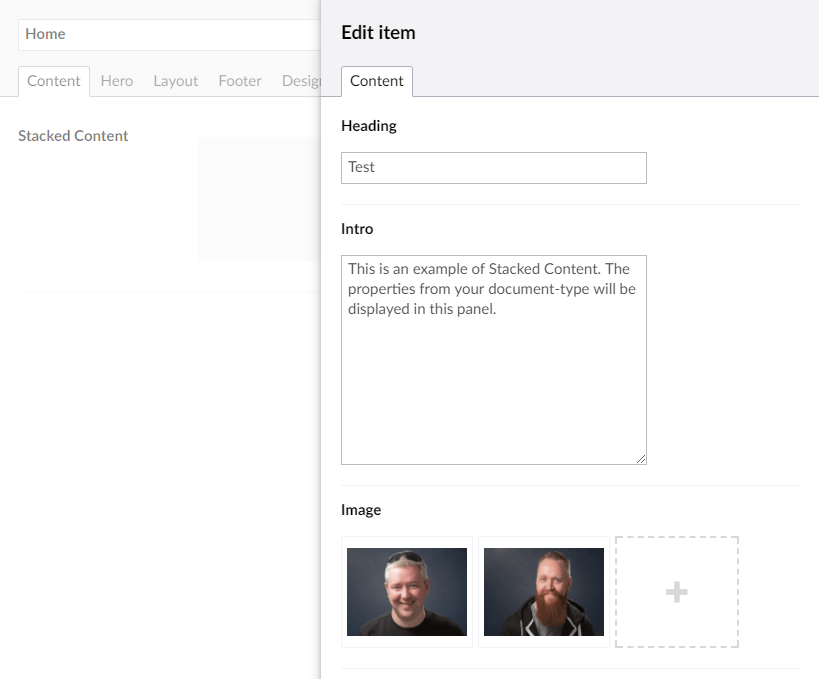 Home
Edit item
Content Hero Layout Footer Desig
Content
Stacked Content
Heading
Test
Intro
This is an example of Stacked Content. The
properties from your document-type will be
displayed in this panel.
Image